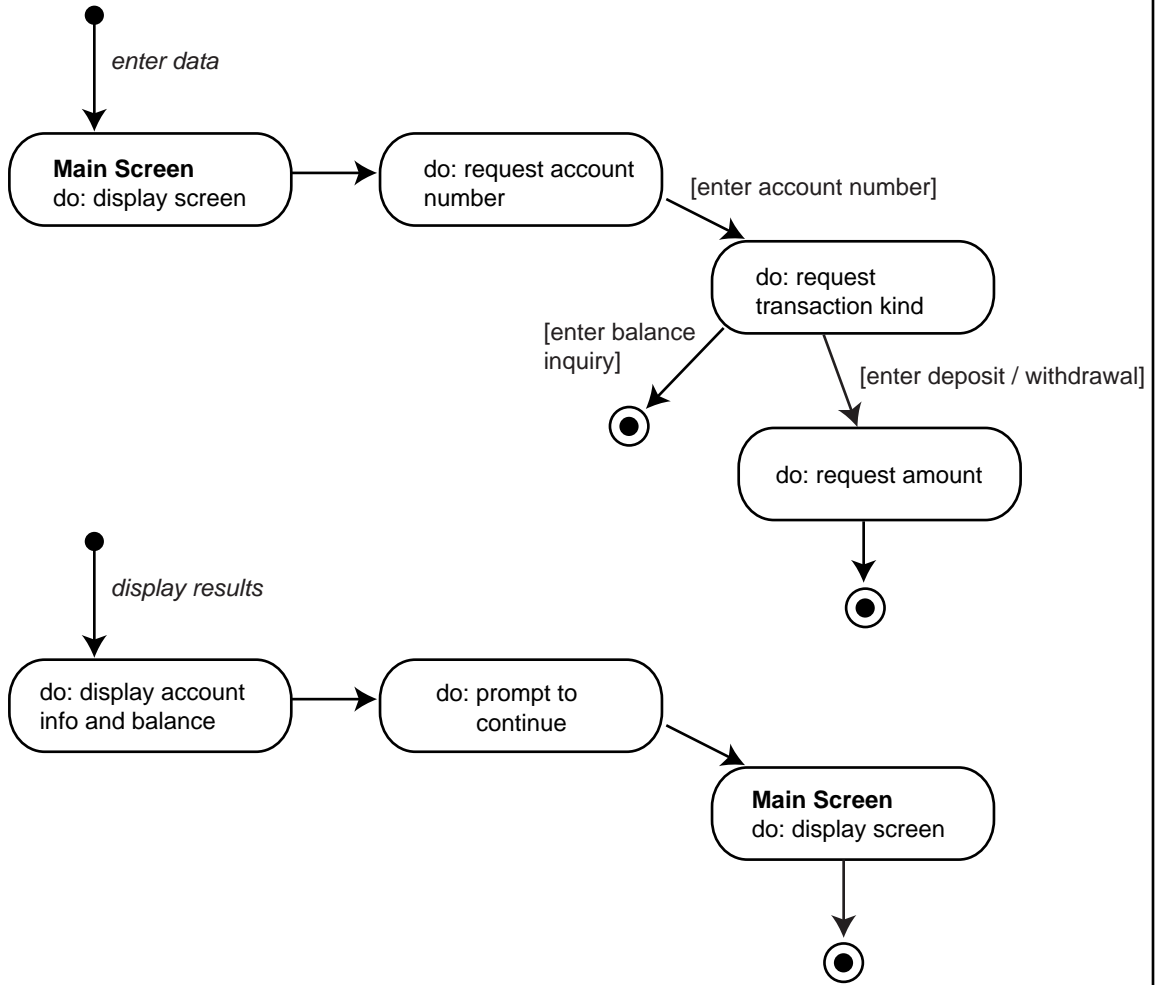 enter data
Main Screen
do: display screen
do: request account
number
[enter account number]
do: request
transaction kind
[enter balance
inquiry]
[enter deposit / withdrawal]
do: request amount
display results
do: display account
info and balance
do: prompt to
continue
Main Screen
do: display screen